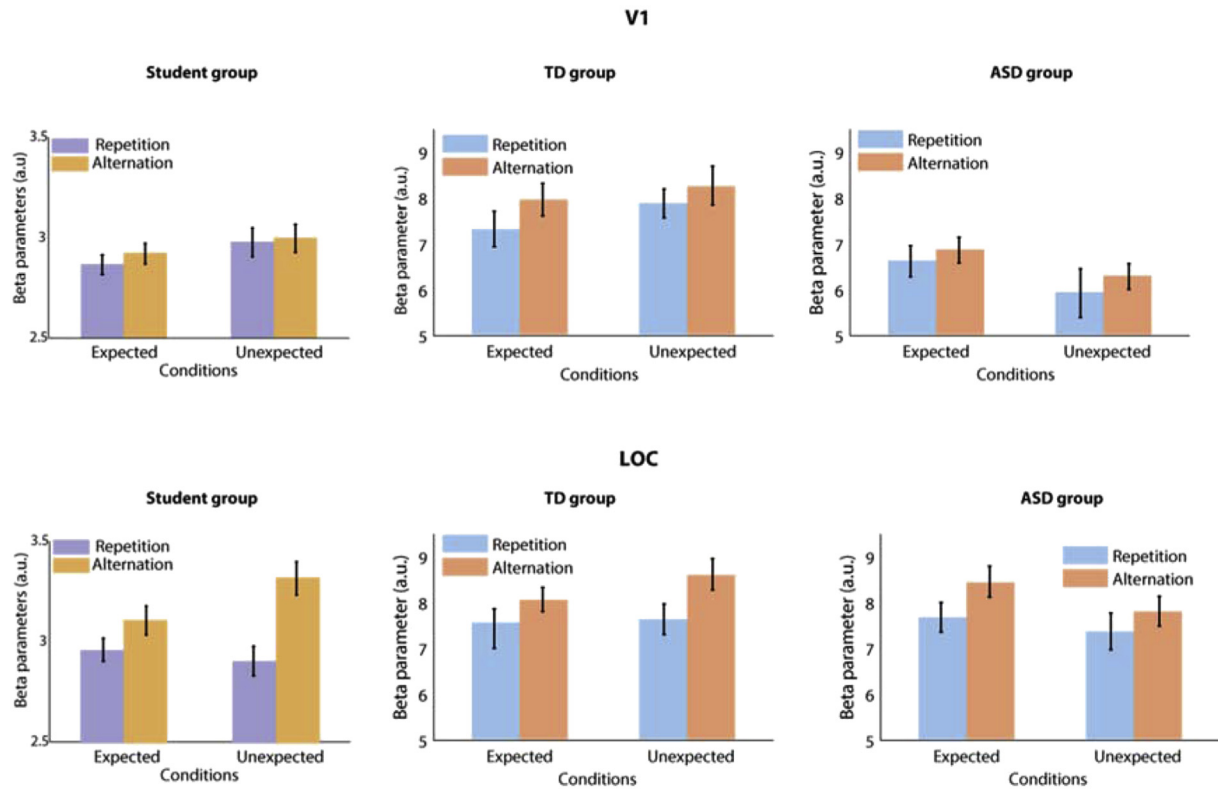 V1
Student group
Beta parameters (a.u)
3.5
3
2.5
Repetition
Alternation
Expected
Unexpected
Conditions
TD group
Beta parameter (a.u.)
9
8
7
6
5
Repetition
Alternation
Expected
Unexpected
Conditions
ASD group
Beta parameter (a.u.)
9
8
7
6
5
Repetition
Alternation
Expected
Unexpected
Conditions
LOC
Student group
Beta parameters (a.u.)
3.5
3
2.5
Repetition
Alternation
Expected
Unexpected
Conditions
TD group
Beta parameter (a.u.)
9
8
7
6
5
Repetition
Alternation
Expected
Unexpected
Conditions
ASD group
Beta parameter (a.u.)
9
8
7
6
5
Repetition
Alternation
Expected
Unexpected
Conditions